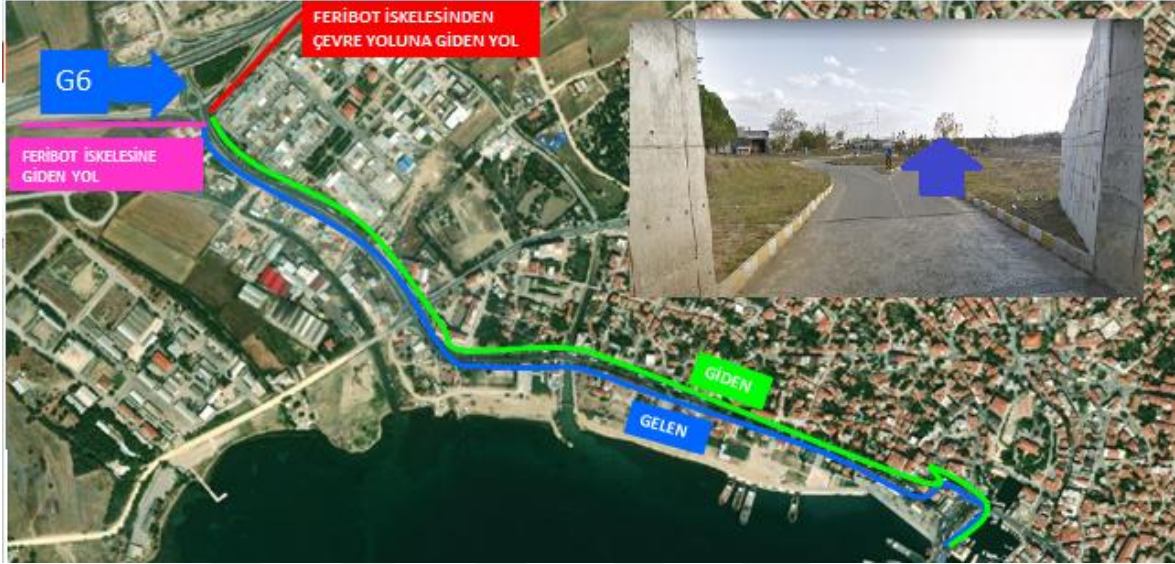 FERİBOT İSKELESİNDEN
ÇEVRE YOLUNA GİDEN YOL
G6
FERİBOT İSKELESİNE
GİDEN YOL
GİDEN
GELEN